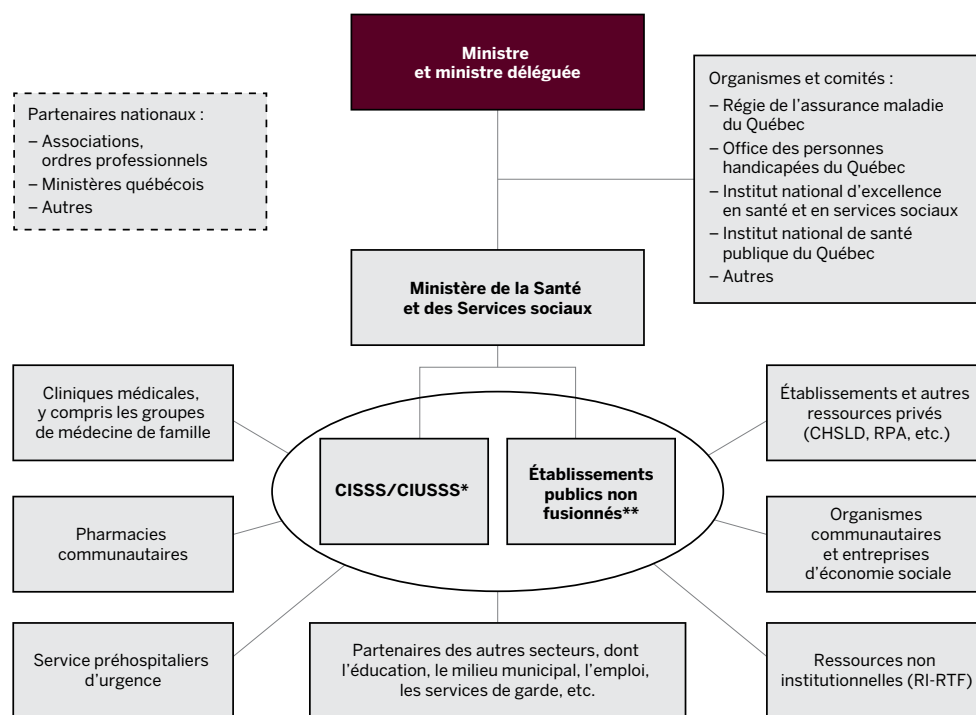 Ministre
et ministre déléguée
Partenaires nationaux :
– Associations,
ordres professionnels
– Ministères québécois
– Autres
Organismes et comités :
– Régie de l'assurance maladie
du Québec
– Office des personnes
handicapées du Québec
– Institut national d'excellence
en santé et en services sociaux
– Institut national de santé
publique du Québec
– Autres
Ministère de la Santé
et des Services sociaux
Cliniques médicales,
y compris les groupes
de médecine de famille
Établissements et autres
ressources privés
(CHSLD, RPA, etc.)
CISSS/CIUSSS*
Établissements
publics non
fusionnés**
Pharmacies
communautaires
Organismes
communautaires
et entreprises
d'économie sociale
Service préhospitaliers
d'urgence
Partenaires des autres secteurs, dont
l'éducation, le milieu municipal, l'emploi,
les services de garde, etc.
Ressources non
institutionnelles (RI-RTF)